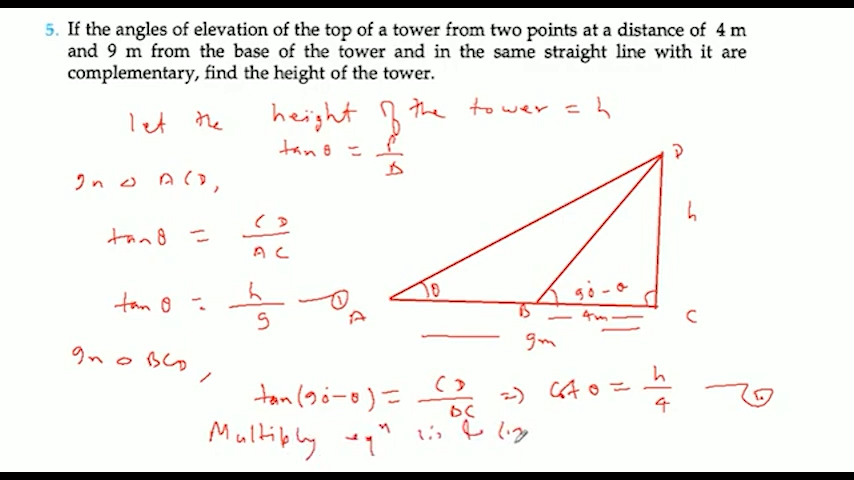 5. If the angles of elevation of the top of a tower from two points at a distance of 4 m
and 9 m from the base of the tower and in the same straight line with it are
complementary, find the height of the tower.
let the height of the tower = h
tan θ = P/B
In △ ACD,
tan θ = CD/AC
tan θ = h/9 — ①
D
h
θ
90° - θ
A
B
4m
C
9m
In △ BCD,
tan(90° - θ) = CD/BC ⇒ cot θ = h/4 — ②
Multiply eqⁿ (i) &